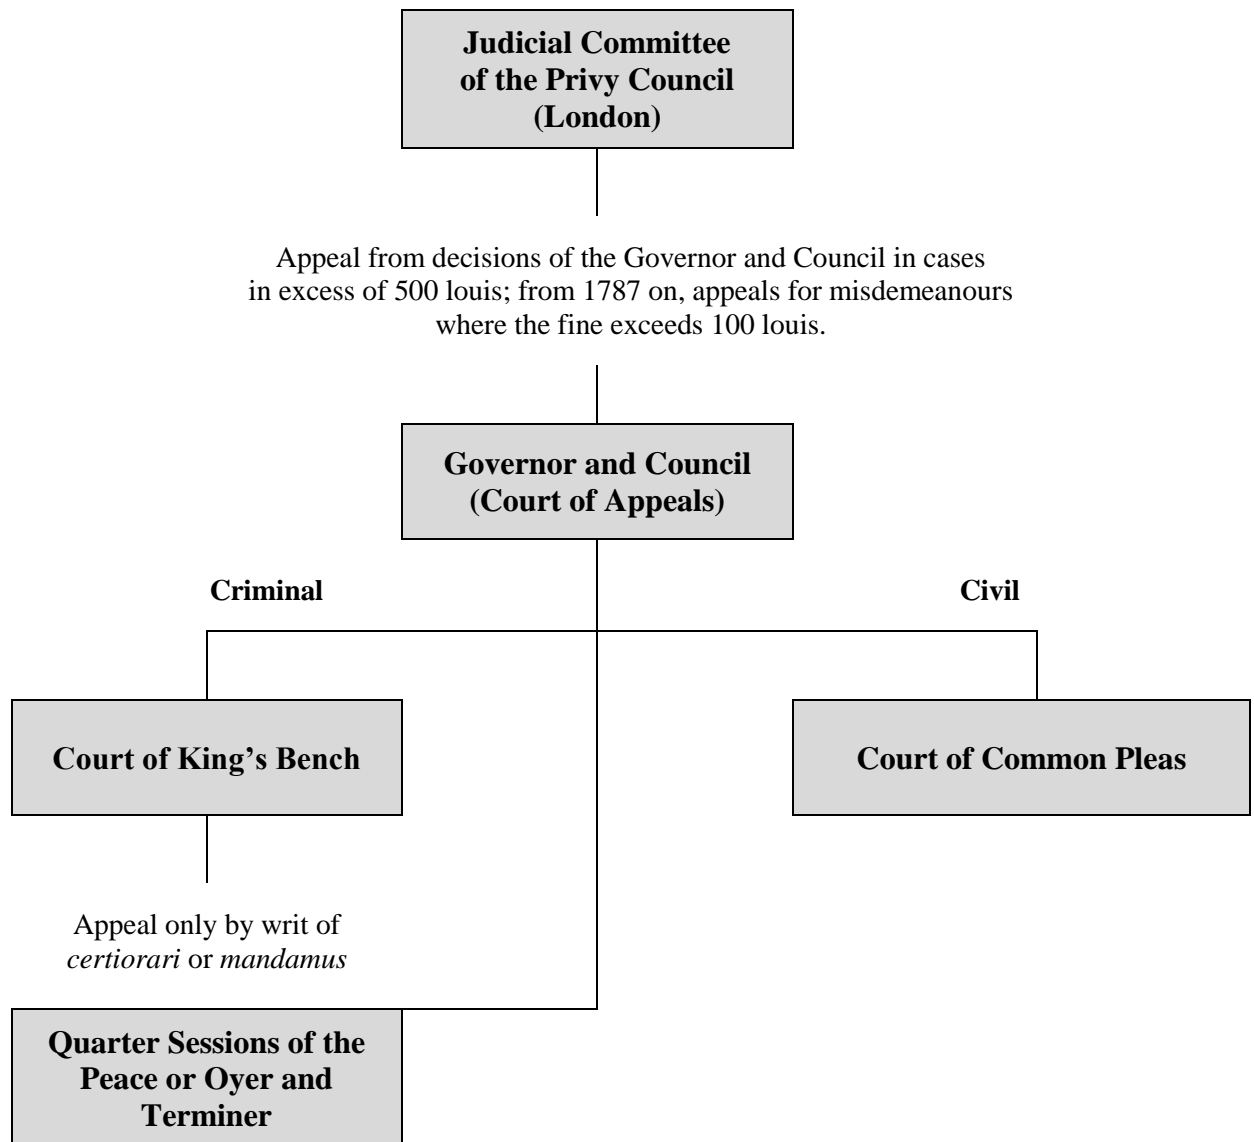 Judicial Committee
of the Privy Council
(London)
Appeal from decisions of the Governor and Council in cases
in excess of 500 louis; from 1787 on, appeals for misdemeanours
where the fine exceeds 100 louis.
Governor and Council
(Court of Appeals)
Criminal
Civil
Court of King’s Bench
Court of Common Pleas
Appeal only by writ of
certiorari or mandamus
Quarter Sessions of the
Peace or Oyer and
Terminer